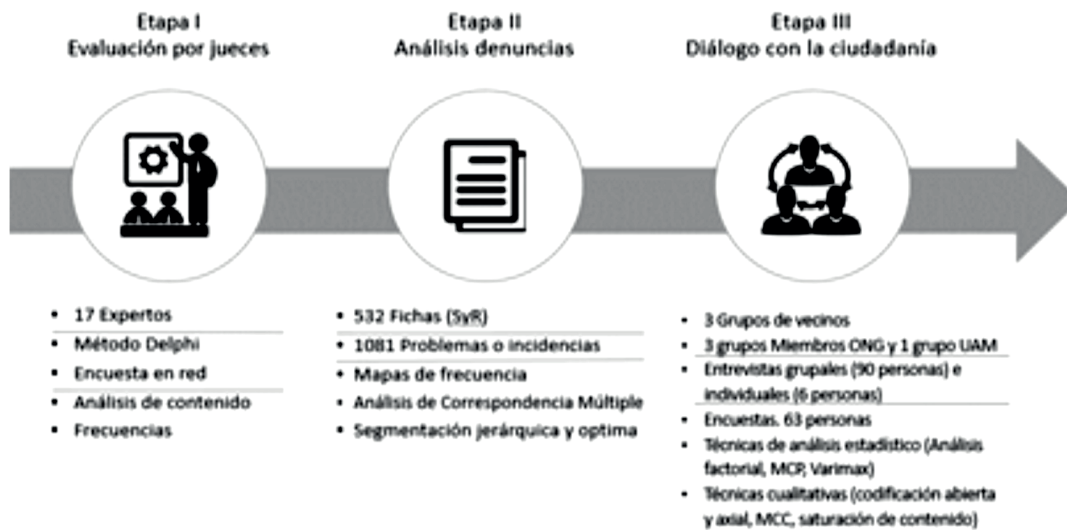 Etapa I
Evaluación por jueces
Etapa II
Análisis denuncias
Etapa III
Diálogo con la ciudadanía
17 Expertos
Método Delphi
Encuesta en red
Análisis de contenido
Frecuencias
532 Fichas (SyR)
1081 Problemas o incidencias
Mapas de frecuencia
Análisis de Correspondencia Múltiple
Segmentación jerárquica y optima
3 Grupos de vecinos
3 grupos Miembros ONG y 1 grupo UAM
Entrevistas grupales (90 personas) e
individuales (6 personas)
Encuestas. 63 personas
Técnicas de análisis estadístico (Análisis
factorial, MCP, Varimax)
Técnicas cualitativas (codificación abierta
y axial, MCC, saturación de contenido)